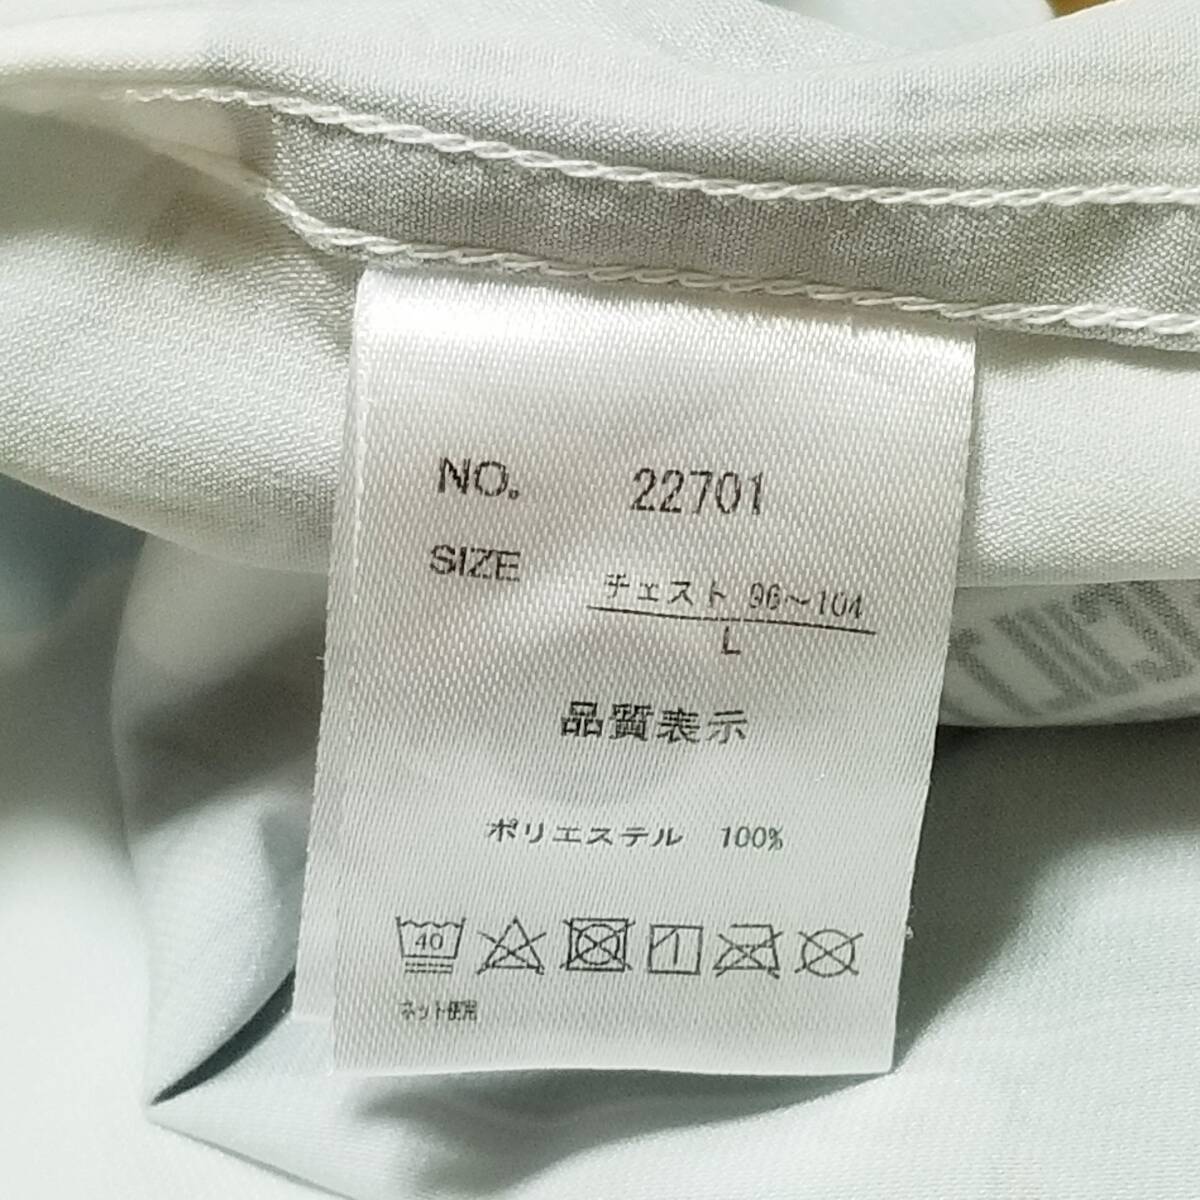 NO. 22701
SIZE チェスト 96～104
L
品質表示
ポリエステル 100%
40
ネット使用